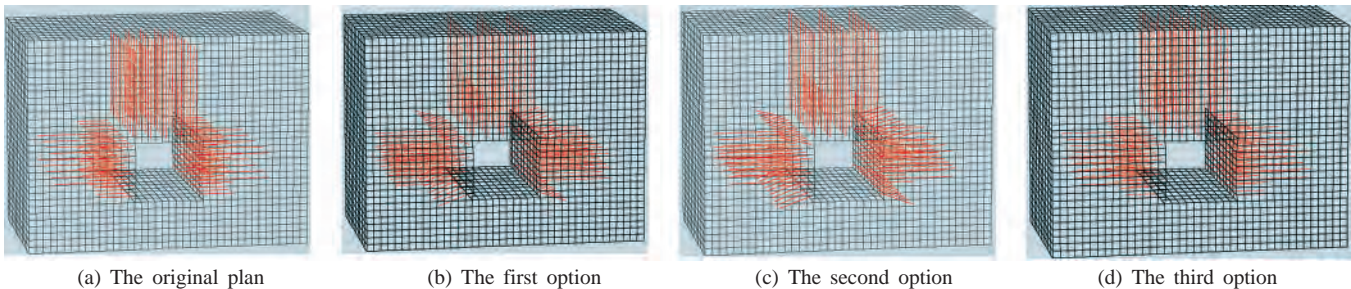 (a) The original plan
(b) The first option
(c) The second option
(d) The third option